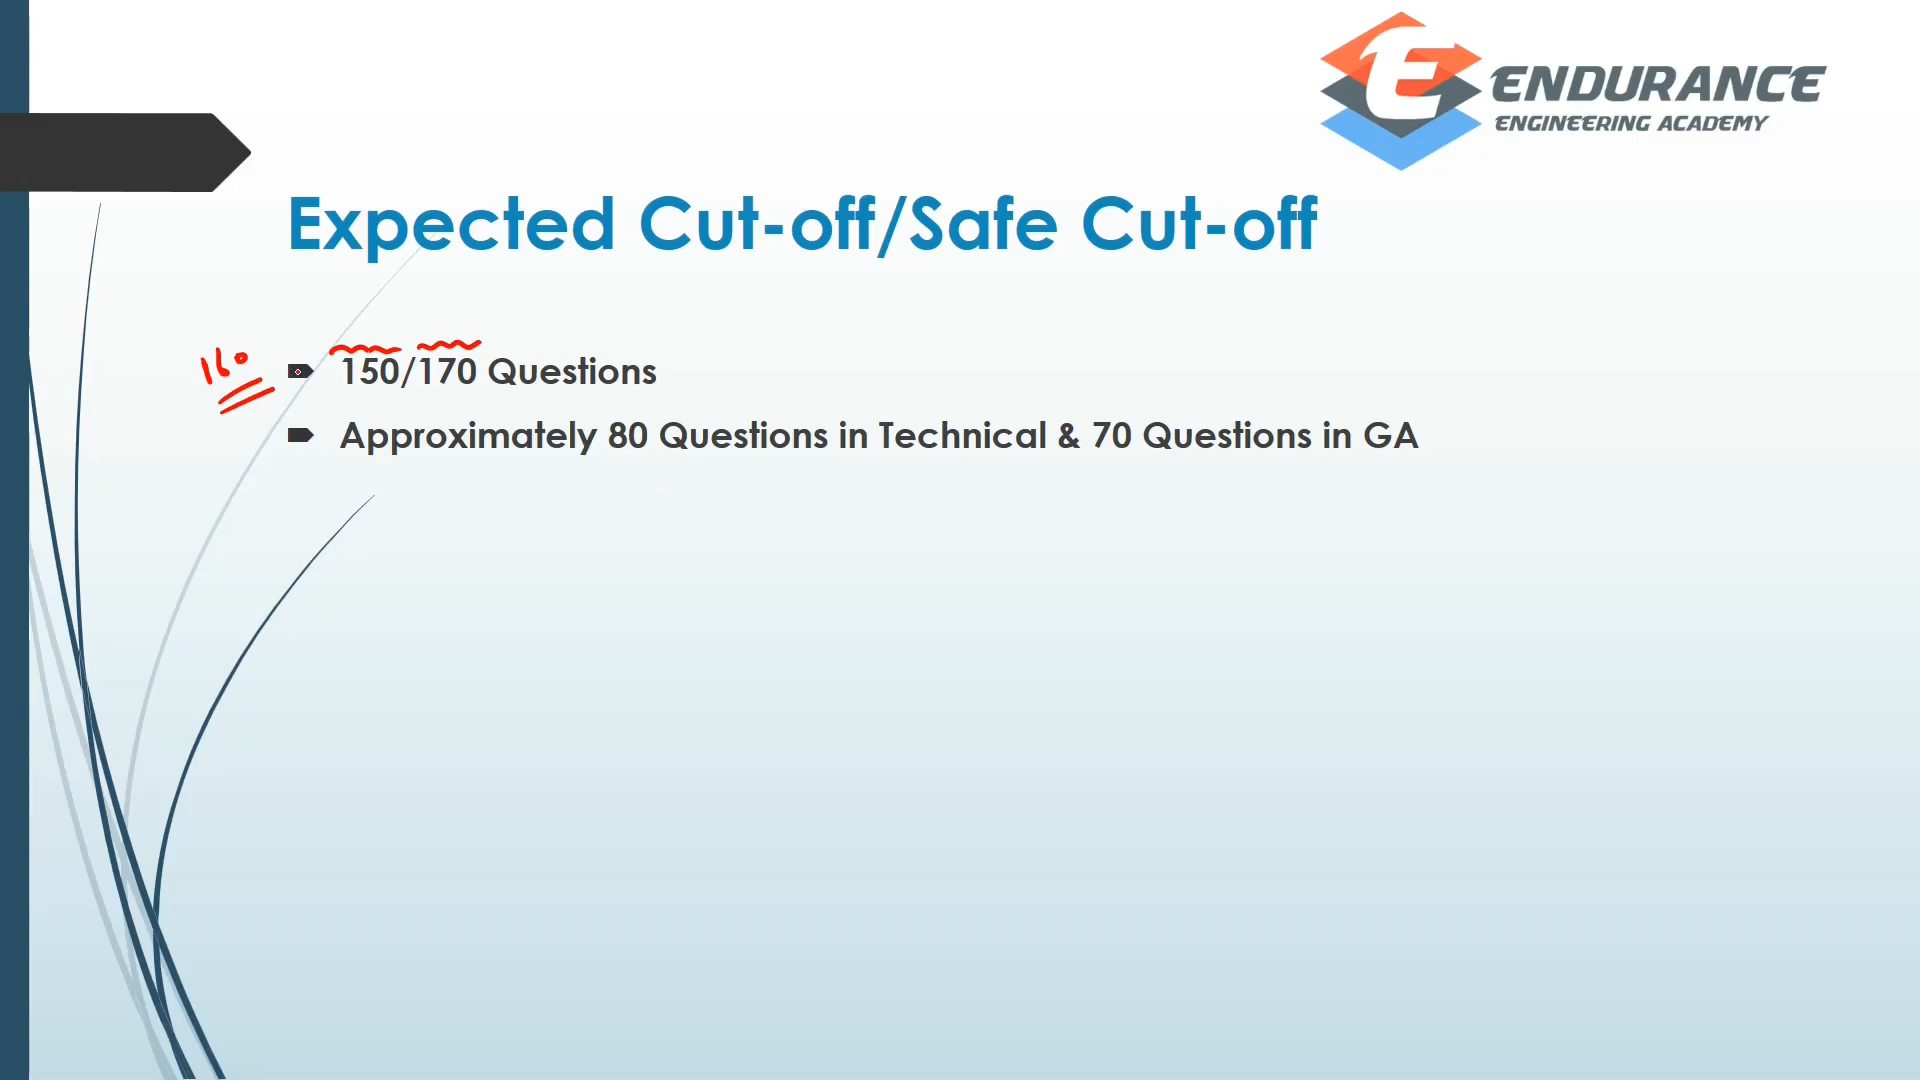 ENDURANCE
ENGINEERING ACADEMY
Expected Cut-off/Safe Cut-off
160
150/170 Questions
Approximately 80 Questions in Technical & 70 Questions in GA